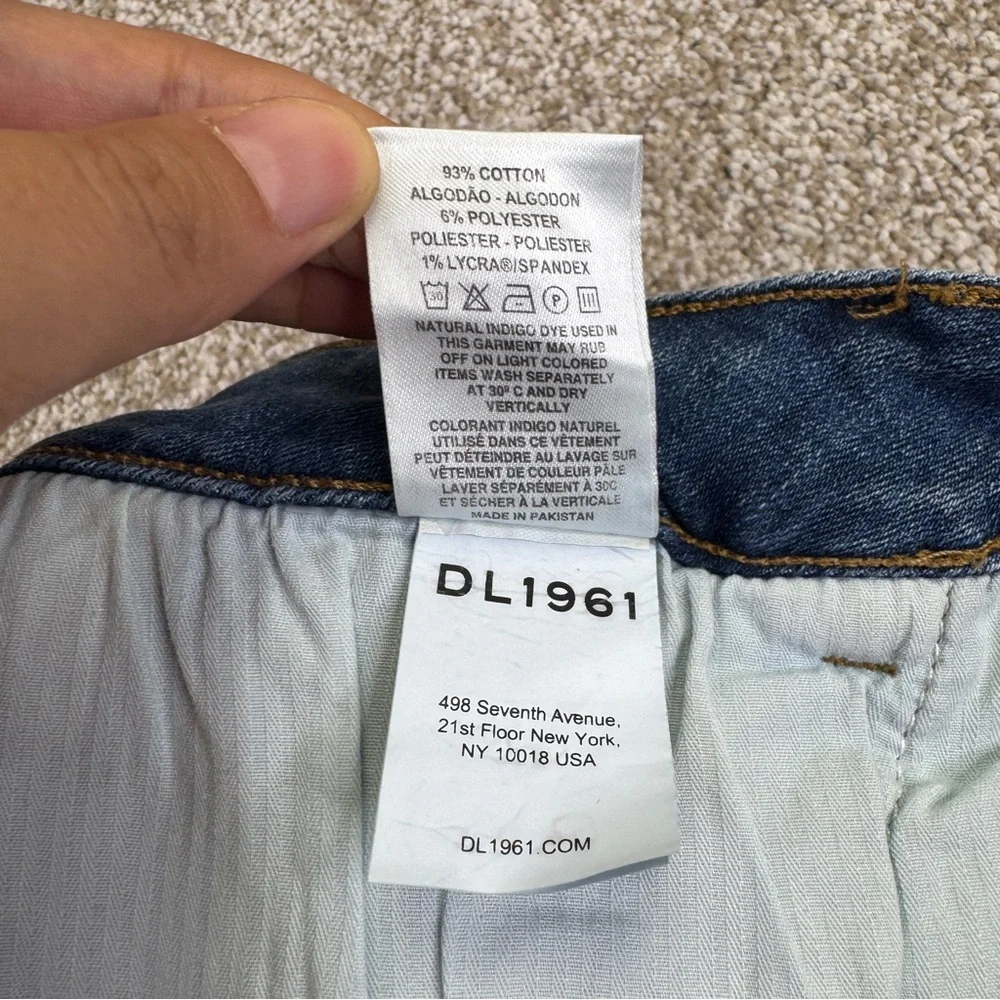 93% COTTON
ALGODÃO - ALGODON
6% POLYESTER
POLIESTER - POLIESTER
1% LYCRA®/SPANDEX
30 P
NATURAL INDIGO DYE USED IN
THIS GARMENT MAY RUB
OFF ON LIGHT COLORED
ITEMS WASH SEPARATELY
AT 30º C AND DRY
VERTICALLY
COLORANT INDIGO NATUREL
UTILISÉ DANS CE VÊTEMENT
PEUT DÉTEINDRE AU LAVAGE SUR
VÊTEMENT DE COULEUR PÂLE
LAVER SÉPARÉMENT À 30C
ET SÉCHER À LA VERTICALE
MADE IN PAKISTAN
DL1961
498 Seventh Avenue,
21st Floor New York,
NY 10018 USA
DL1961.COM